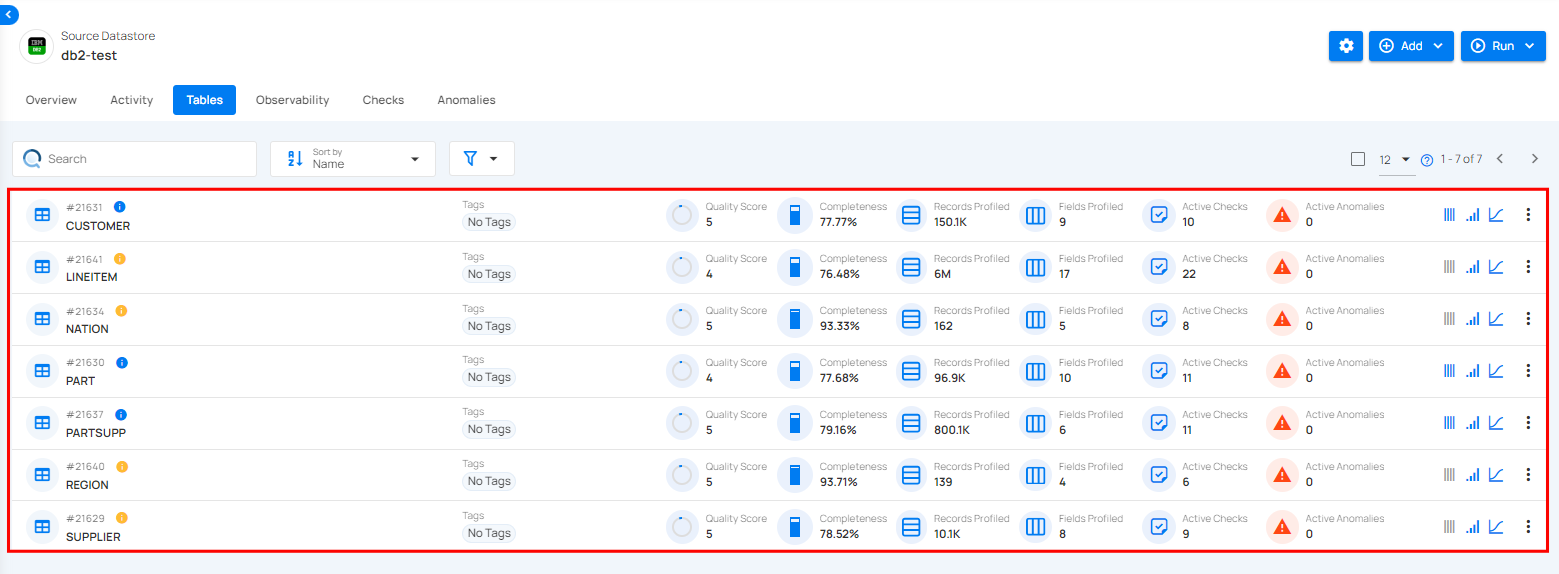 Source Datastore
IBM
DB2
db2-test
Add
Run
Overview Activity Tables Observability Checks Anomalies
Search
A
Z
Sort by
Name
12
1 - 7 of 7
#21631 Tags Quality Score Completeness Records Profiled Fields Profiled Active Checks Active Anomalies
CUSTOMER No Tags 5 77.77% 150.1K 9 10 0
#21641 Tags Quality Score Completeness Records Profiled Fields Profiled Active Checks Active Anomalies
LINEITEM No Tags 4 76.48% 6M 17 22 0
#21634 Tags Quality Score Completeness Records Profiled Fields Profiled Active Checks Active Anomalies
NATION No Tags 5 93.33% 162 5 8 0
#21630 Tags Quality Score Completeness Records Profiled Fields Profiled Active Checks Active Anomalies
PART No Tags 4 77.68% 96.9K 10 11 0
#21637 Tags Quality Score Completeness Records Profiled Fields Profiled Active Checks Active Anomalies
PARTSUPP No Tags 5 79.16% 800.1K 6 11 0
#21640 Tags Quality Score Completeness Records Profiled Fields Profiled Active Checks Active Anomalies
REGION No Tags 5 93.71% 139 4 6 0
#21629 Tags Quality Score Completeness Records Profiled Fields Profiled Active Checks Active Anomalies
SUPPLIER No Tags 5 78.52% 10.1K 8 9 0